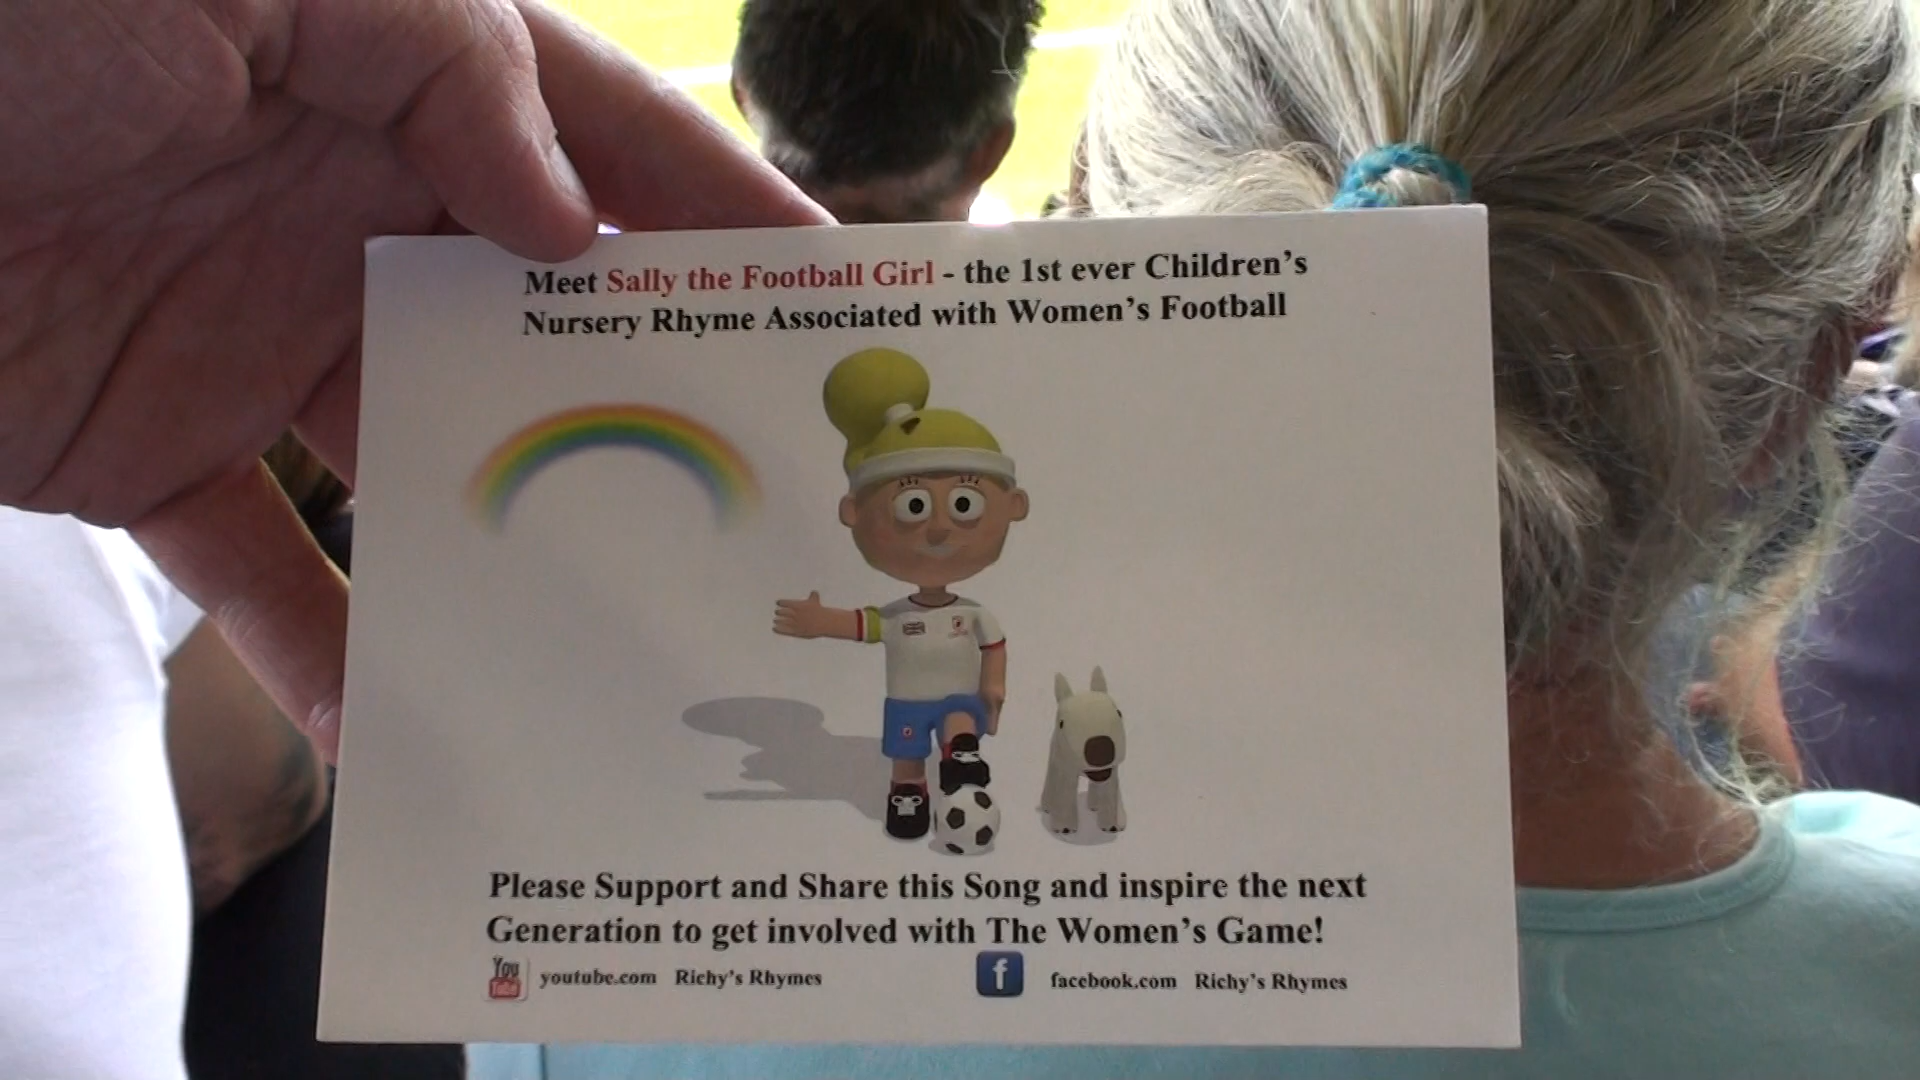 Meet Sally the Football Girl - the 1st ever Children's
Nursery Rhyme Associated with Women's Football
Please Support and Share this Song and inspire the next
Generation to get involved with The Women's Game!
You Tube youtube.com Richy's Rhymes f facebook.com Richy's Rhymes